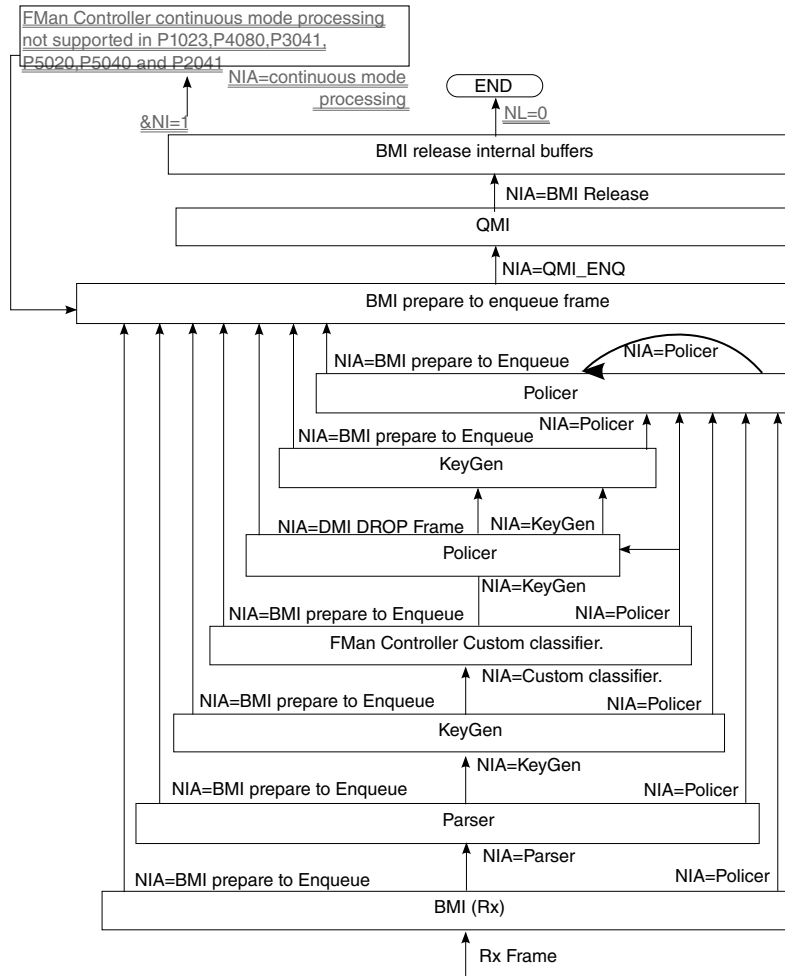 FMan Controller continuous mode processing
not supported in P1023,P4080,P3041,
P5020,P5040 and P2041
NIA=continuous mode
processing
END
&NI=1
NL=0
BMI release internal buffers
NIA=BMI Release
QMI
NIA=QMI_ENQ
BMI prepare to enqueue frame
NIA=Policer
NIA=BMI prepare to Enqueue
Policer
NIA=Policer
NIA=BMI prepare to Enqueue
KeyGen
NIA=DMI DROP Frame
NIA=KeyGen
Policer
NIA=KeyGen
NIA=BMI prepare to Enqueue
NIA=Policer
FMan Controller Custom classifier.
NIA=Custom classifier.
NIA=BMI prepare to Enqueue
NIA=Policer
KeyGen
NIA=KeyGen
NIA=BMI prepare to Enqueue
NIA=Policer
Parser
NIA=Parser
NIA=BMI prepare to Enqueue
NIA=Policer
BMI (Rx)
Rx Frame